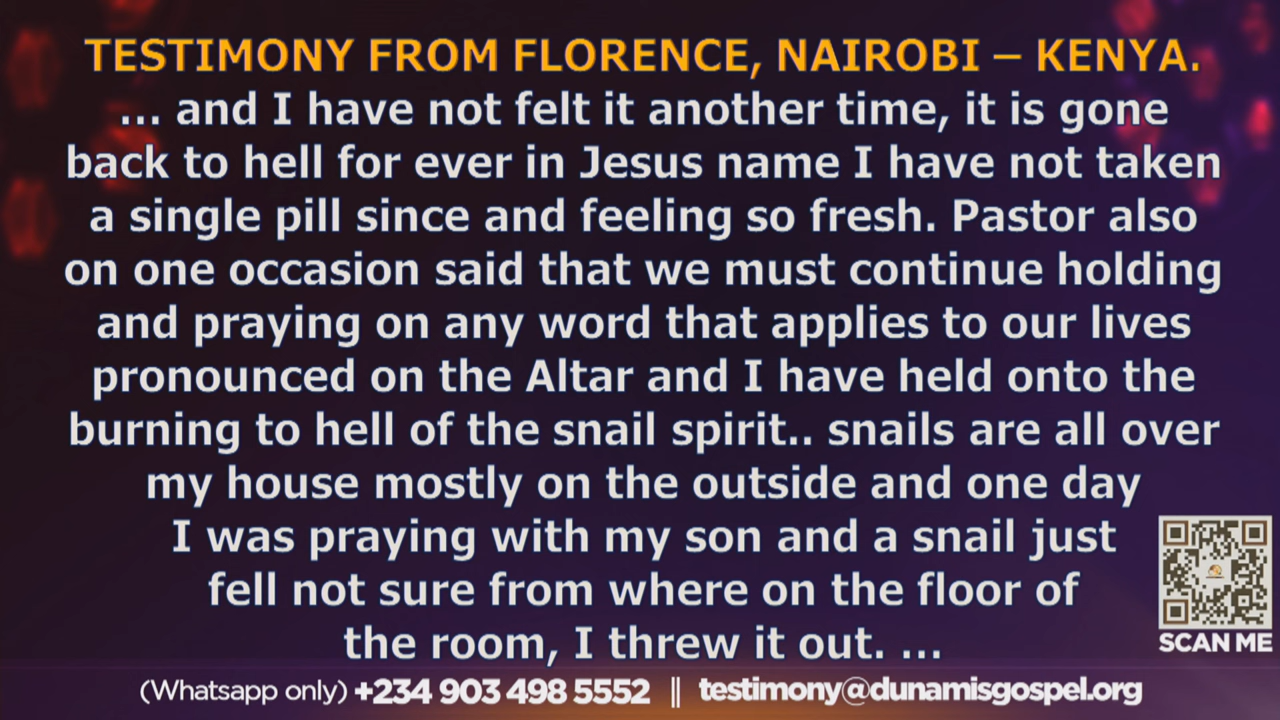 TESTIMONY FROM FLORENCE, NAIROBI – KENYA.
... and I have not felt it another time, it is gone
back to hell for ever in Jesus name I have not taken
a single pill since and feeling so fresh. Pastor also
on one occasion said that we must continue holding
and praying on any word that applies to our lives
pronounced on the Altar and I have held onto the
burning to hell of the snail spirit.. snails are all over
my house mostly on the outside and one day
I was praying with my son and a snail just
fell not sure from where on the floor of
the room, I threw it out. ...
SCAN ME
(Whatsapp only) +234 903 498 5552 || testimony@dunamisgospel.org